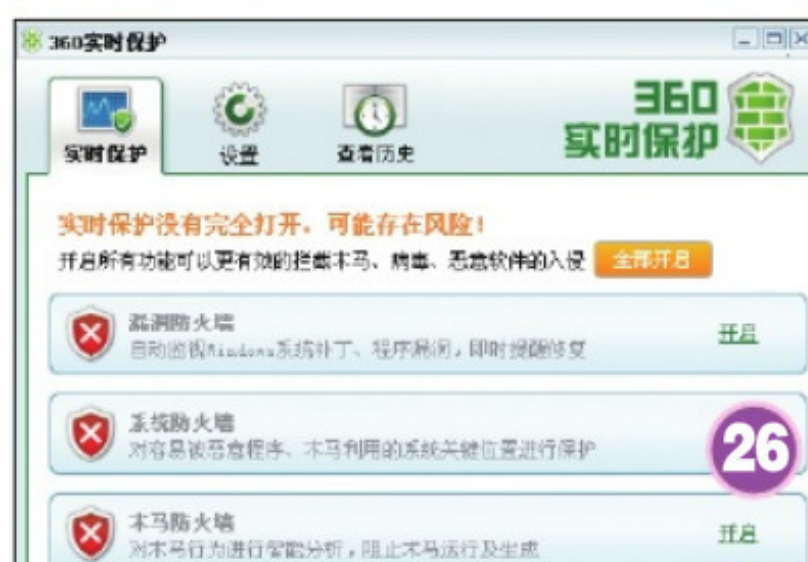 360实时保护
360
实时保护
实时保护
设置
查看历史
实时保护没有完全打开，可能存在风险！
开启所有功能可以更有效的拦截木马、病毒、恶意软件的入侵
全部开启
漏洞防火墙
自动监视Windows系统补丁、程序漏洞，即时提醒修复
开启
系统防火墙
对容易被恶意程序、木马利用的系统关键位置进行保护
26
木马防火墙
对木马行为进行智能分析，阻止木马运行及生成
开启